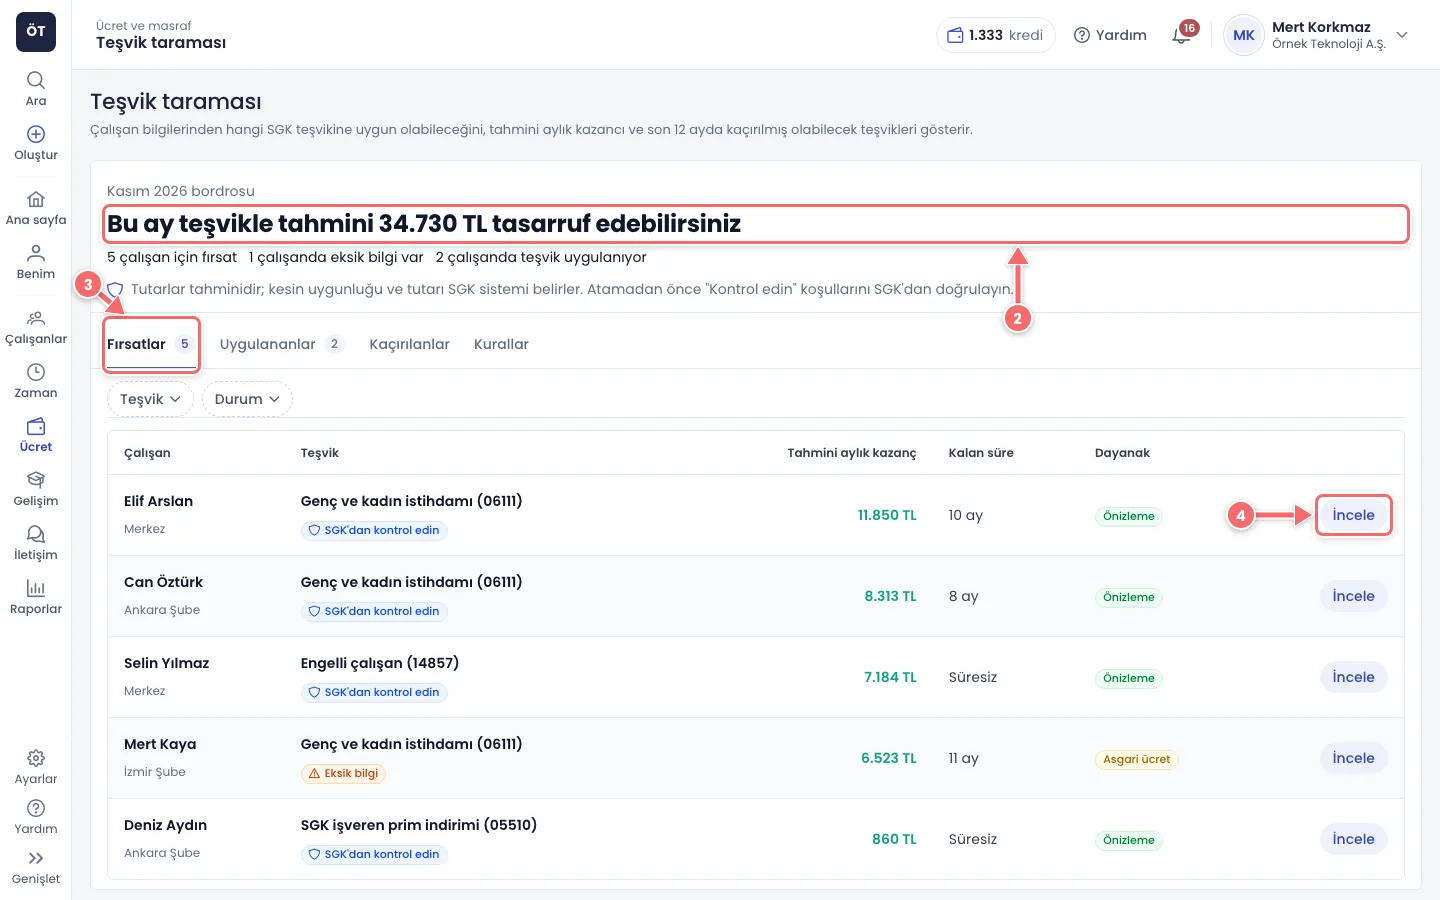 ÖT
Ara
Oluştur
Ana sayfa
Benim
Çalışanlar
Zaman
Ücret
Gelişim
İletişim
Raporlar
Ayarlar
Yardım
Genişlet
Ücret ve masraf
Teşvik taraması
1.333 kredi
Yardım
16
MK
Mert Korkmaz
Örnek Teknoloji A.Ş.
Teşvik taraması
Çalışan bilgilerinden hangi SGK teşvikine uygun olabileceğini, tahmini aylık kazancı ve son 12 ayda kaçırılmış olabilecek teşvikleri gösterir.
Kasım 2026 bordrosu
Bu ay teşvikle tahmini 34.730 TL tasarruf edebilirsiniz
5 çalışan için fırsat 1 çalışanda eksik bilgi var 2 çalışanda teşvik uygulanıyor
Tutarlar tahminidir; kesin uygunluğu ve tutarı SGK sistemi belirler. Atamadan önce "Kontrol edin" koşullarını SGK'dan doğrulayın.
3
2
Fırsatlar 5 Uygulananlar 2 Kaçırılanlar Kurallar
Teşvik Durum
Çalışan Teşvik Tahmini aylık kazanç Kalan süre Dayanak
Elif Arslan Genç ve kadın istihdamı (06111) 11.850 TL 10 ay Önizleme 4 İncele
Merkez SGK'dan kontrol edin
Can Öztürk Genç ve kadın istihdamı (06111) 8.313 TL 8 ay Önizleme İncele
Ankara Şube SGK'dan kontrol edin
Selin Yılmaz Engelli çalışan (14857) 7.184 TL Süresiz Önizleme İncele
Merkez SGK'dan kontrol edin
Mert Kaya Genç ve kadın istihdamı (06111) 6.523 TL 11 ay Asgari ücret İncele
İzmir Şube Eksik bilgi
Deniz Aydın SGK işveren prim indirimi (05510) 860 TL Süresiz Önizleme İncele
Ankara Şube SGK'dan kontrol edin